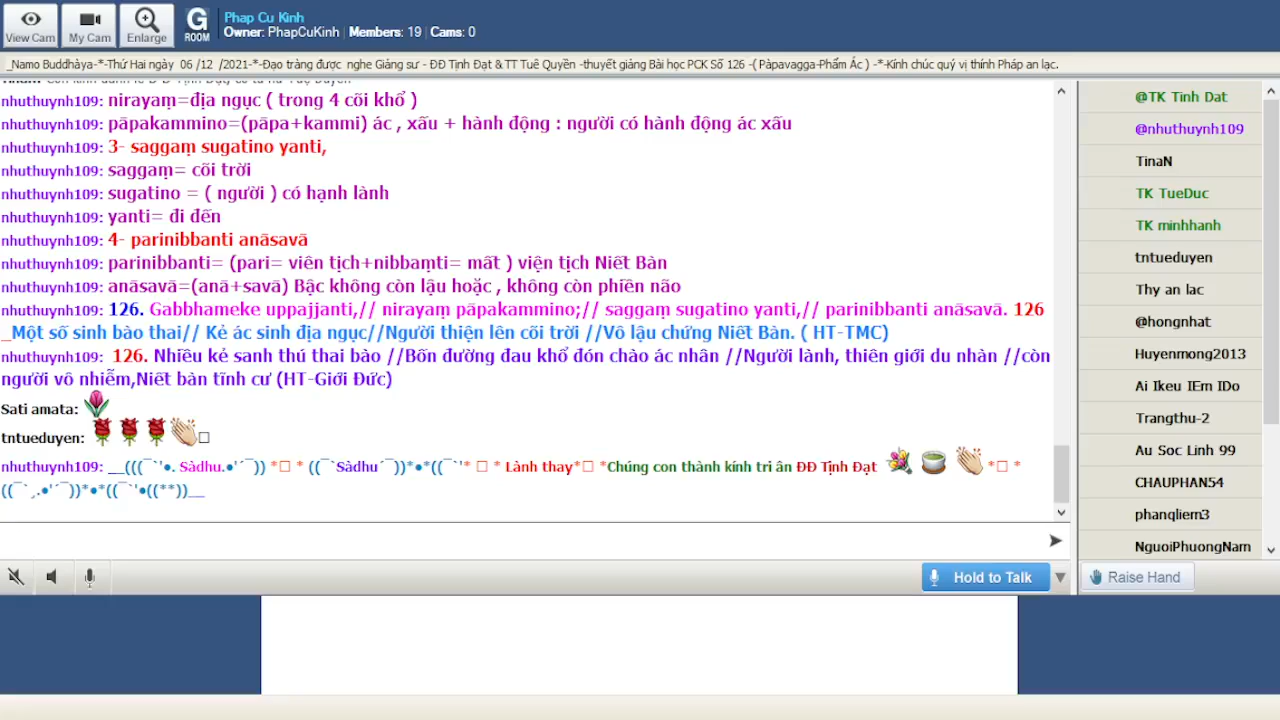 View Cam
My Cam
Enlarge
G
ROOM
Phap Cu Kinh
Owner: PhapCuKinh | Members: 19 | Cams: 0
_Namo Buddhàya-*-Thứ Hai ngày 06 /12 /2021-*-Đạo tràng được nghe Giảng sư - ĐĐ Tịnh Đạt & TT Tuệ Quyền -thuyết giảng Bài học PCK Số 126 -( Pàpavagga-Phẩm Ác ) -*-Kính chúc quý vị thính Pháp an lạc.
nhuthuynh109: nirayaṃ=địa ngục ( trong 4 cõi khổ )
nhuthuynh109: pāpakammino=(pāpa+kammi) ác , xấu + hành động : người có hành động ác xấu
nhuthuynh109: 3- saggaṃ sugatino yanti,
nhuthuynh109: saggaṃ= cõi trời
nhuthuynh109: sugatino = ( người ) có hạnh lành
nhuthuynh109: yanti= đi đến
nhuthuynh109: 4- parinibbanti anāsavā
nhuthuynh109: parinibbanti= (pari= viên tịch+nibbaṃti= mất ) viện tịch Niết Bàn
nhuthuynh109: anāsavā=(anā+savā) Bậc không còn lậu hoặc , không còn phiền não
nhuthuynh109: 126. Gabbhameke uppajjanti,// nirayaṃ pāpakammino;// saggaṃ sugatino yanti,// parinibbanti anāsavā. 126
_Một số sinh bào thai// Kẻ ác sinh địa ngục//Người thiện lên cõi trời //Vô lậu chứng Niết Bàn. ( HT-TMC)
nhuthuynh109: 126. Nhiều kẻ sanh thú thai bào //Bốn đường đau khổ đón chào ác nhân //Người lành, thiên giới du nhàn //còn
người vô nhiễm,Niết bàn tĩnh cư (HT-Giới Đức)
Sati amata:
tntueduyen:
nhuthuynh109: __(((¯`'•. Sàdhu.•'´¯)) *▯ * ((¯`Sàdhu´¯))*•*((¯`'* ▯ * Lành thay*▯ *Chúng con thành kính tri ân ĐĐ Tịnh Đạt *▯ *
((¯`¸.•'´¯))*•*((¯`'•((**))__
Hold to Talk
@TK Tinh Dat
@nhuthuynh109
TinaN
TK TueDuc
TK minhhanh
tntueduyen
Thy an lac
@hongnhat
Huyenmong2013
Ai Ikeu IEm IDo
Trangthu-2
Au Soc Linh 99
CHAUPHAN54
phanqliem3
NguoiPhuongNam
Raise Hand